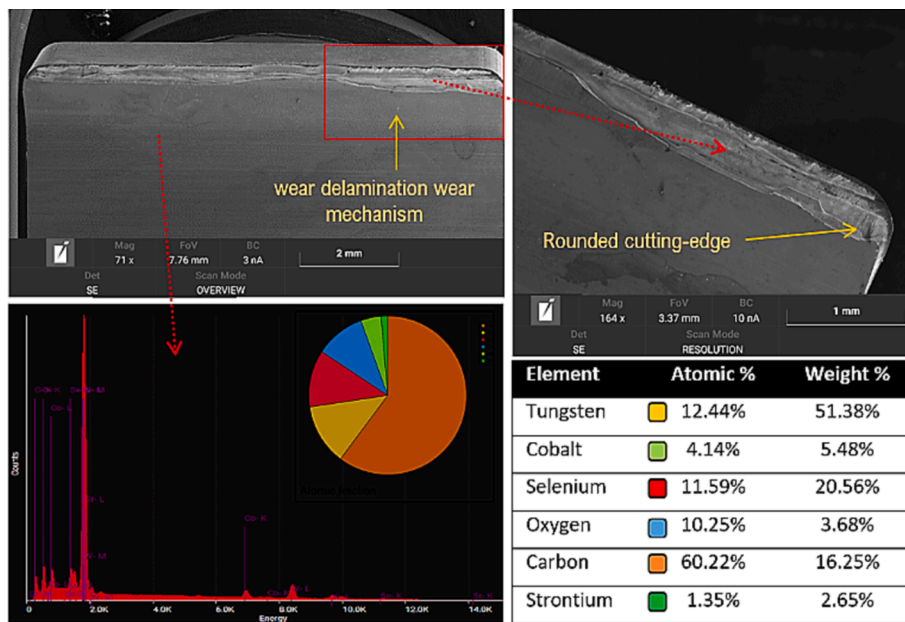 wear delamination wear
mechanism
Mag FoV BC
71 x 7.76 mm 3 nA 2 mm
Det Scan Mode
SE OVERVIEW
Rounded cutting-edge
Mag FoV BC
164 x 3.37 mm 10 nA 1 mm
Det Scan Mode
SE RESOLUTION
Counts
Co- L
Co- K
Atomic fraction
0 2.0K 4.0K 6.0K 8.0K 10.0K 12.0K 14.0K
Energy
Element Atomic % Weight %
Tungsten 12.44% 51.38%
Cobalt 4.14% 5.48%
Selenium 11.59% 20.56%
Oxygen 10.25% 3.68%
Carbon 60.22% 16.25%
Strontium 1.35% 2.65%